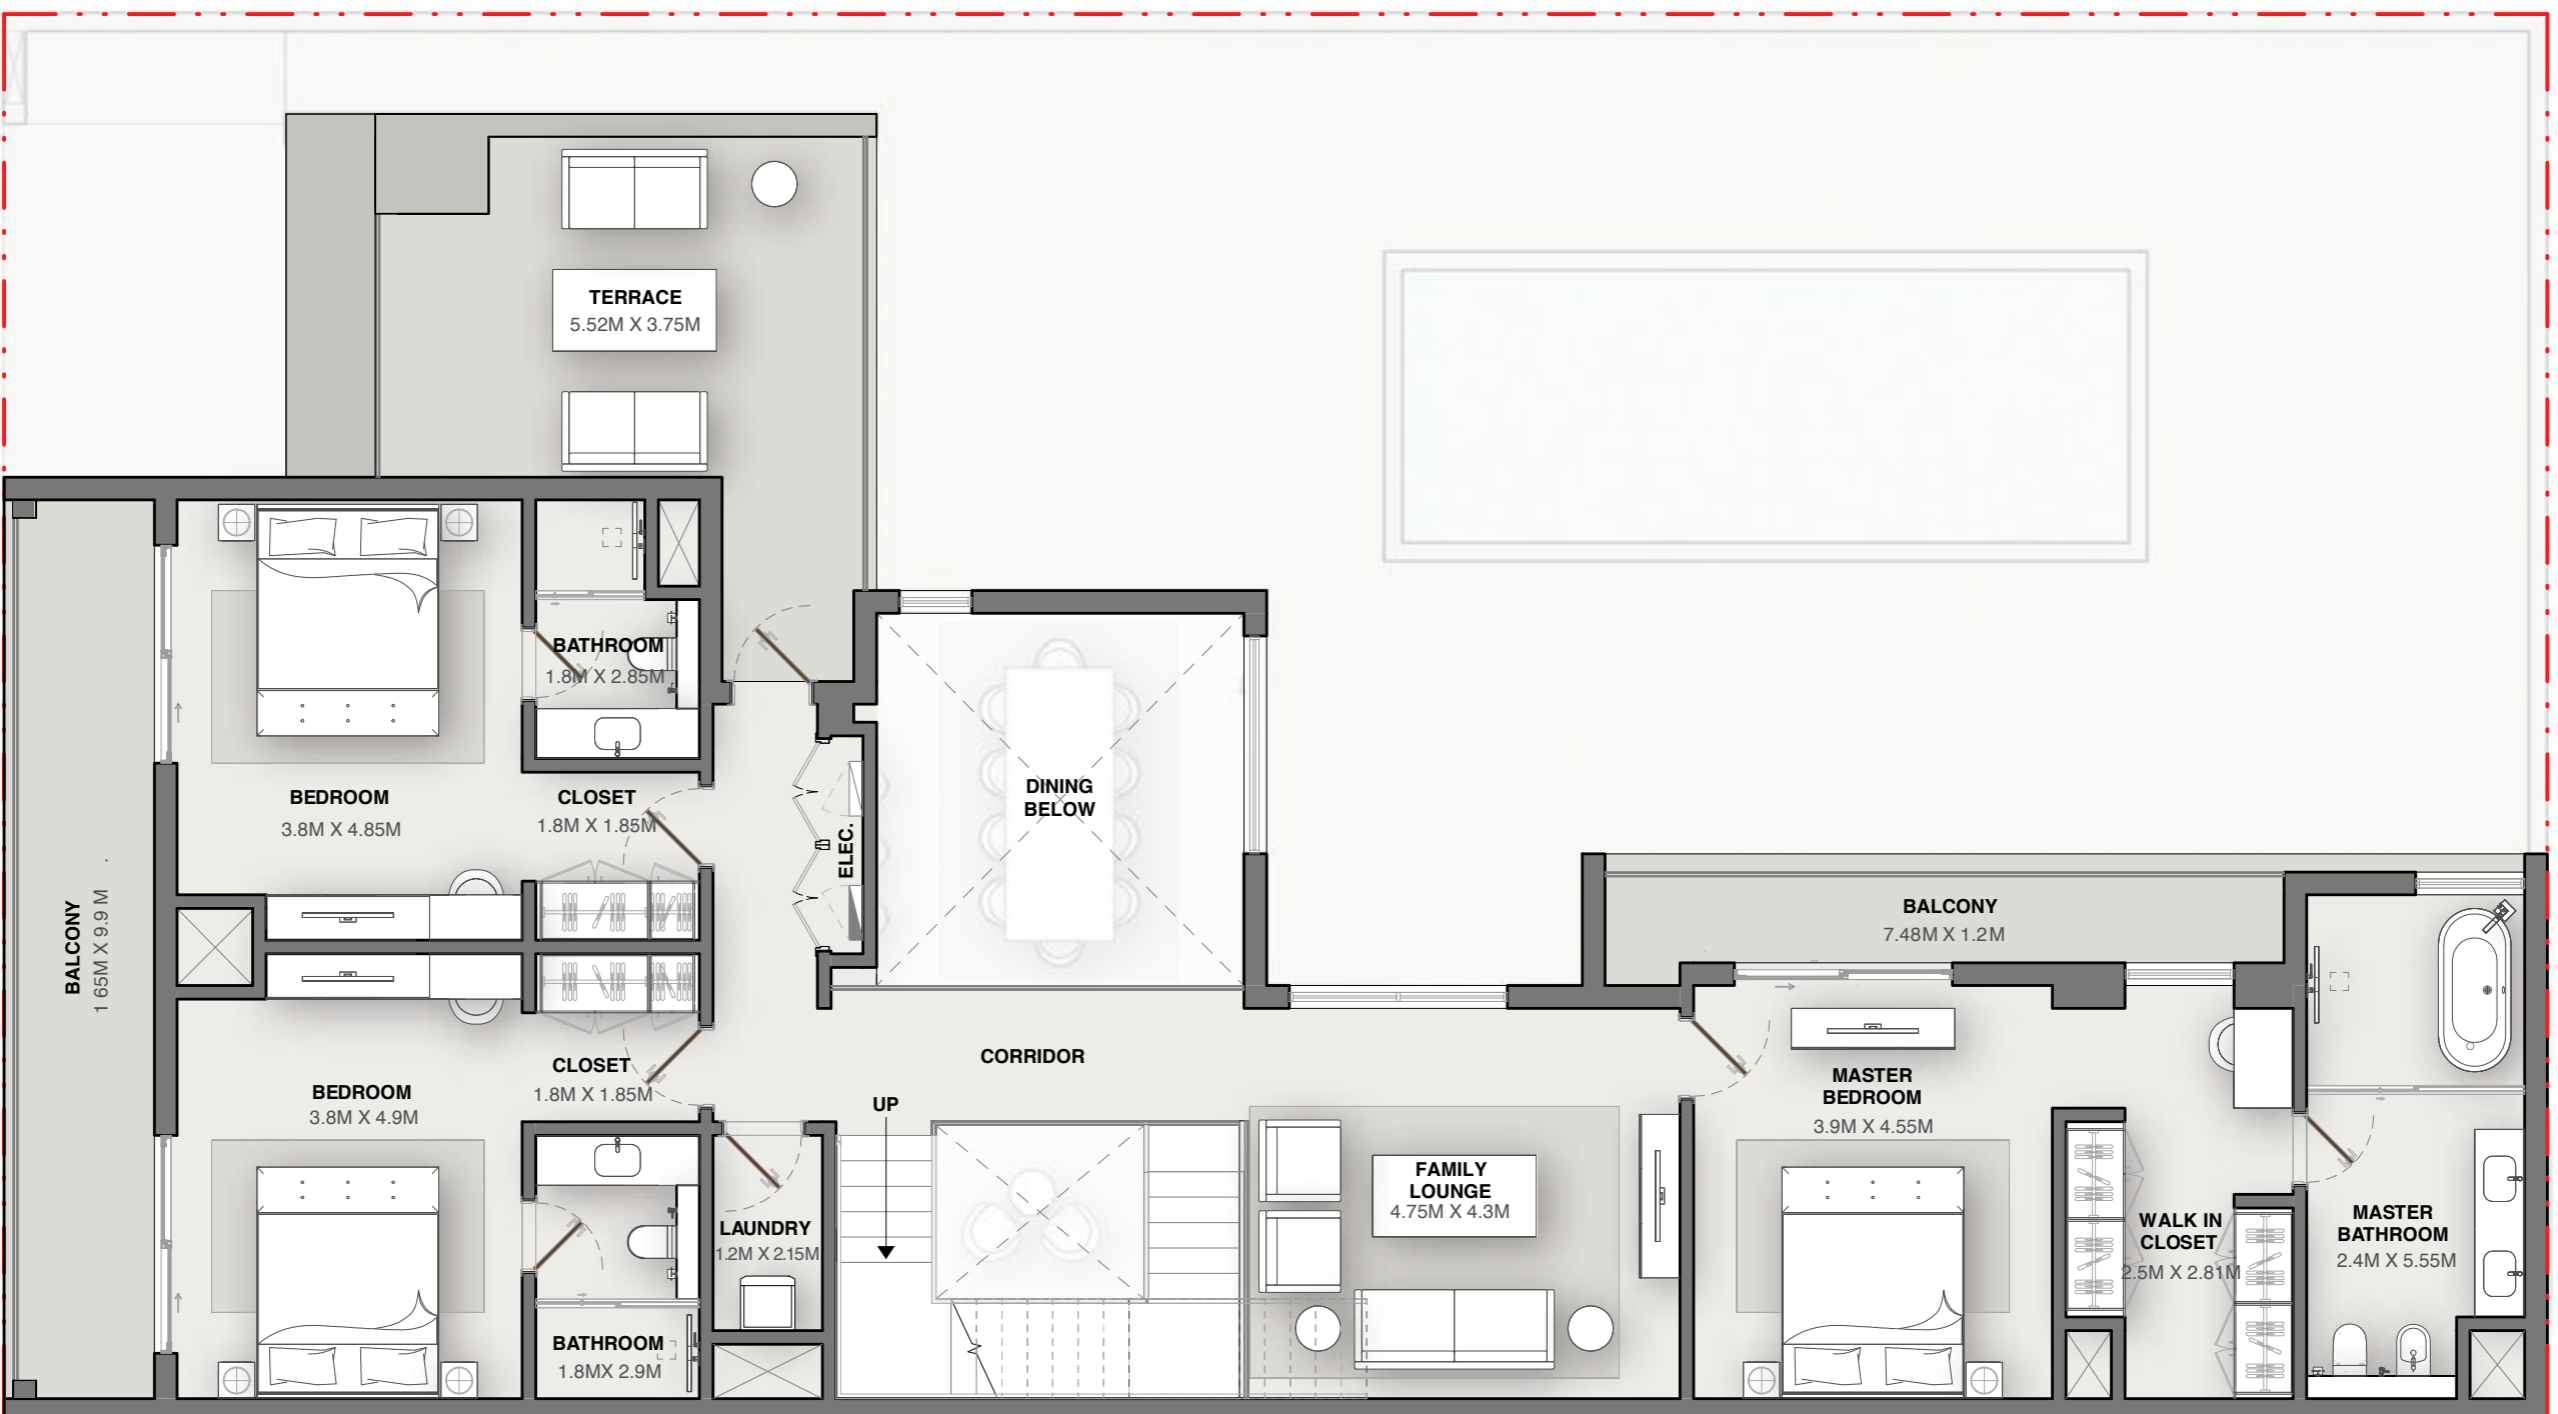 TERRACE
5.52M X 3.75M
BATHROOM
1.8M X 2.85M
BEDROOM
3.8M X 4.85M
CLOSET
1.8M X 1.85M
ELEC.
DINING
BELOW
BALCONY
1 65M X 9.9 M
BALCONY
7.48M X 1.2M
CORRIDOR
CLOSET
1.8M X 1.85M
BEDROOM
3.8M X 4.9M
UP
MASTER
BEDROOM
3.9M X 4.55M
FAMILY
LOUNGE
4.75M X 4.3M
LAUNDRY
1.2M X 2.15M
WALK IN
CLOSET
2.5M X 2.81M
MASTER
BATHROOM
2.4M X 5.55M
BATHROOM
1.8MX 2.9M